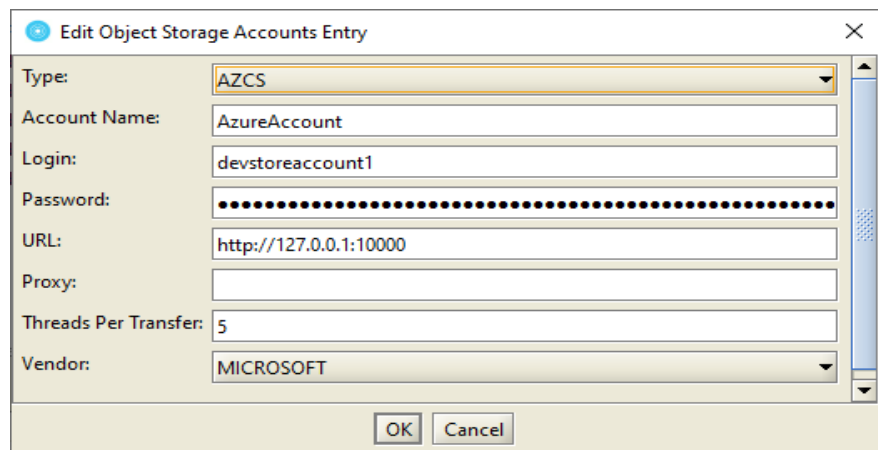 Edit Object Storage Accounts Entry
Type: AZCS
Account Name: AzureAccount
Login: devstoreaccount1
Password: ●●●●●●●●●●●●●●●●●●●●●●●●●●●●●●●●●●●●●●●●●●●●●●●●●●●●●
URL: http://127.0.0.1:10000
Proxy:
Threads Per Transfer: 5
Vendor: MICROSOFT
OK Cancel